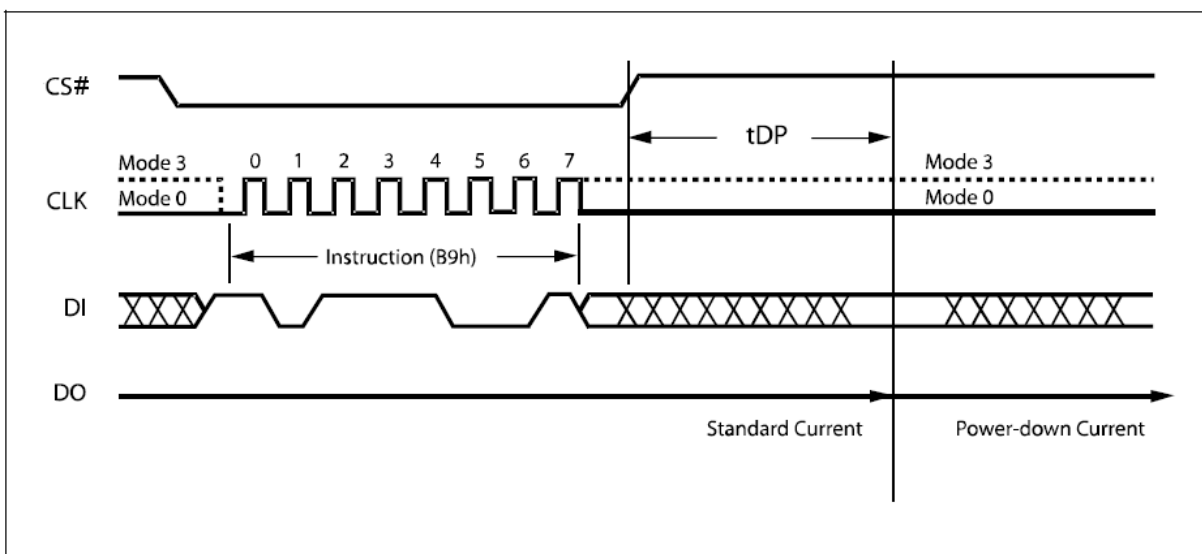 CS#
tDP
Mode 3 0 1 2 3 4 5 6 7 Mode 3
CLK Mode 0 Mode 0
Instruction (B9h)
DI
DO
Standard Current Power-down Current